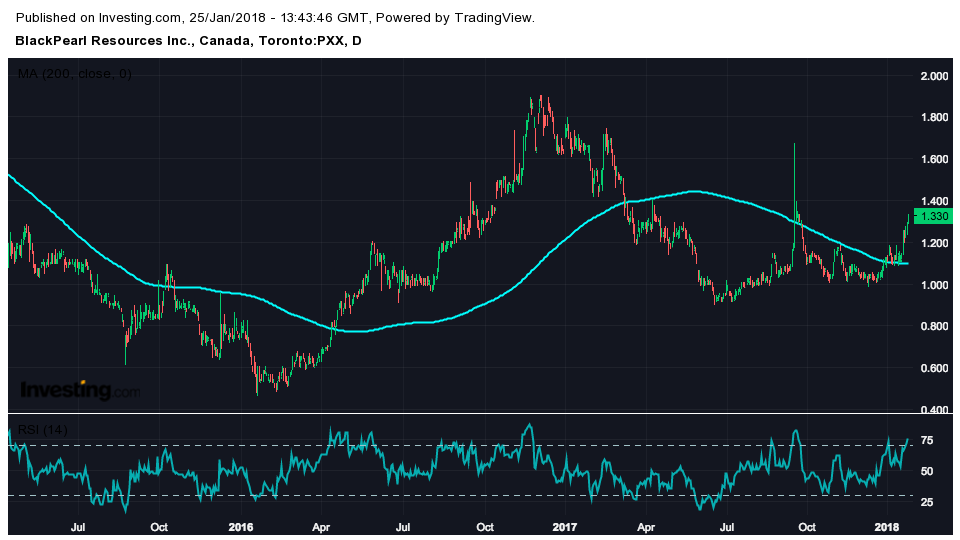 Published on Investing.com, 25/Jan/2018 - 13:43:46 GMT, Powered by TradingView.
BlackPearl Resources Inc., Canada, Toronto:PXX, D
MA (200, close, 0)
2.000
1.800
1.600
1.400
1.330
1.200
1.000
0.800
0.600
0.400
Investing.com
RSI (14)
75
50
25
Jul Oct 2016 Apr Jul Oct 2017 Apr Jul Oct 2018